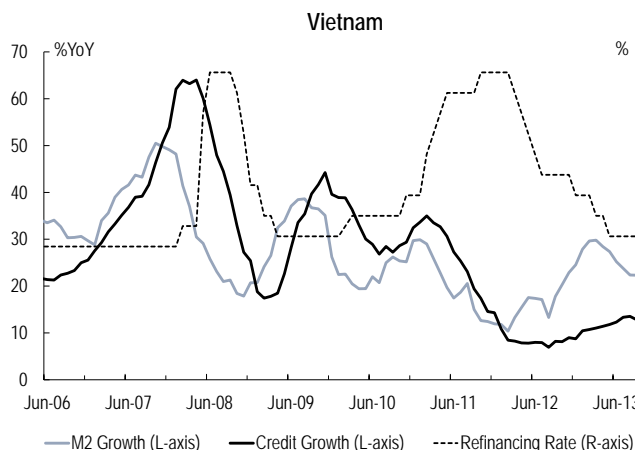 Vietnam
%YoY %
70
60
50
40
30
20
10
0
Jun-06 Jun-07 Jun-08 Jun-09 Jun-10 Jun-11 Jun-12 Jun-13
M2 Growth (L-axis) Credit Growth (L-axis) Refinancing Rate (R-axis)